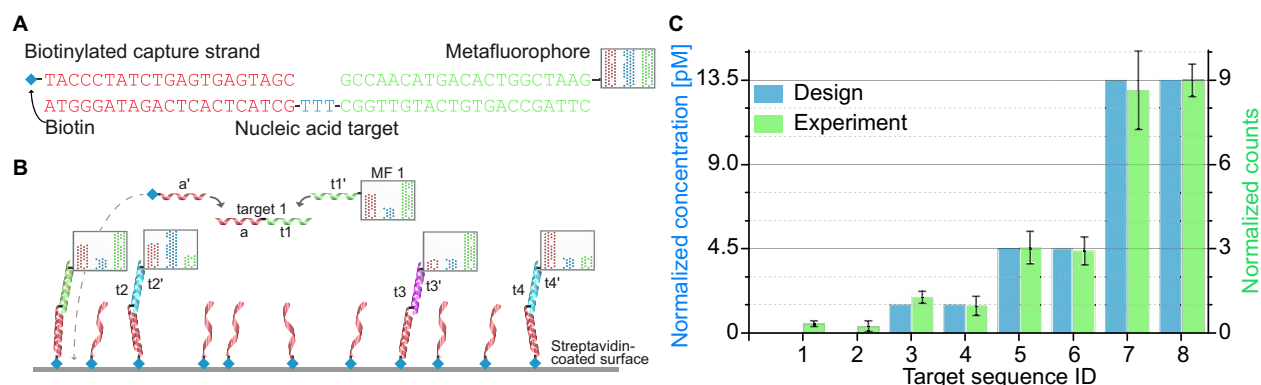 A
Biotinylated capture strand
Metafluorophore
TACCCTATCTGAGTGAGTAGC GCCAACATGACACTGGCTAAG
ATGGGATAGACTCACTCATCG-TTT-CGGTTGTACTGTGACCGATTC
Biotin
Nucleic acid target
B
MF 1
a'
t1'
target 1
a
t1
t2
t2'
t3
t3'
t4
t4'
Streptavidin-
coated surface
C
Normalized concentration [pM]
13.5
9.0
4.5
0
Design
Experiment
9
6
3
0
Normalized counts
1 2 3 4 5 6 7 8
Target sequence ID